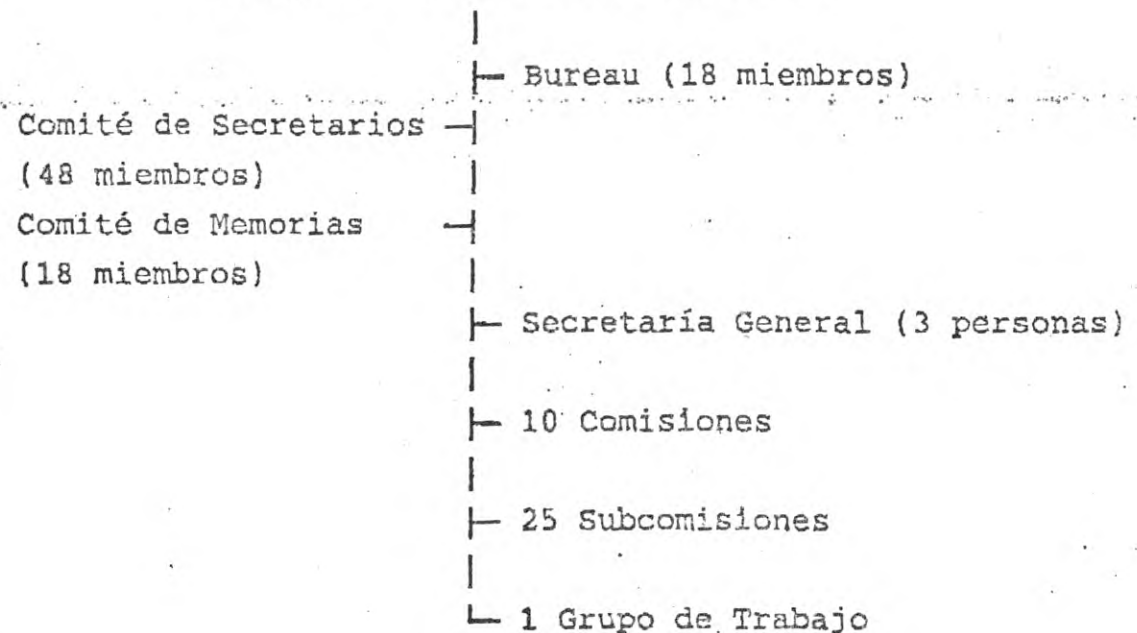 Bureau (18 miembros)
Comité de Secretarios
(48 miembros)
Comité de Memorias
(18 miembros)
Secretaría General (3 personas)
10 Comisiones
25 Subcomisiones
1 Grupo de Trabajo